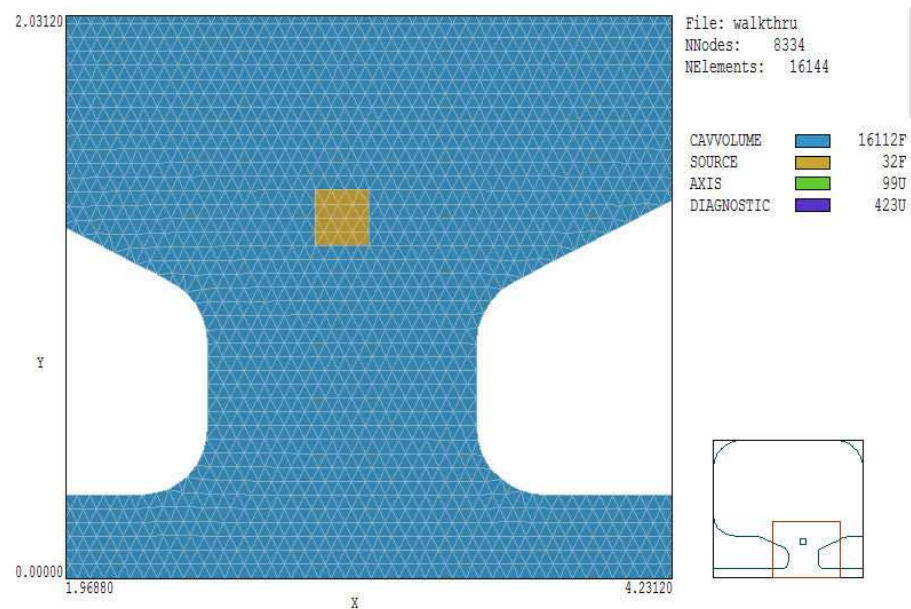 2.03120
File: walkthru
NNodes: 8334
NElements: 16144
CAVVOLUME 16112F
SOURCE 32F
AXIS 99U
DIAGNOSTIC 423U
Y
0.00000
1.96880
4.23120
X